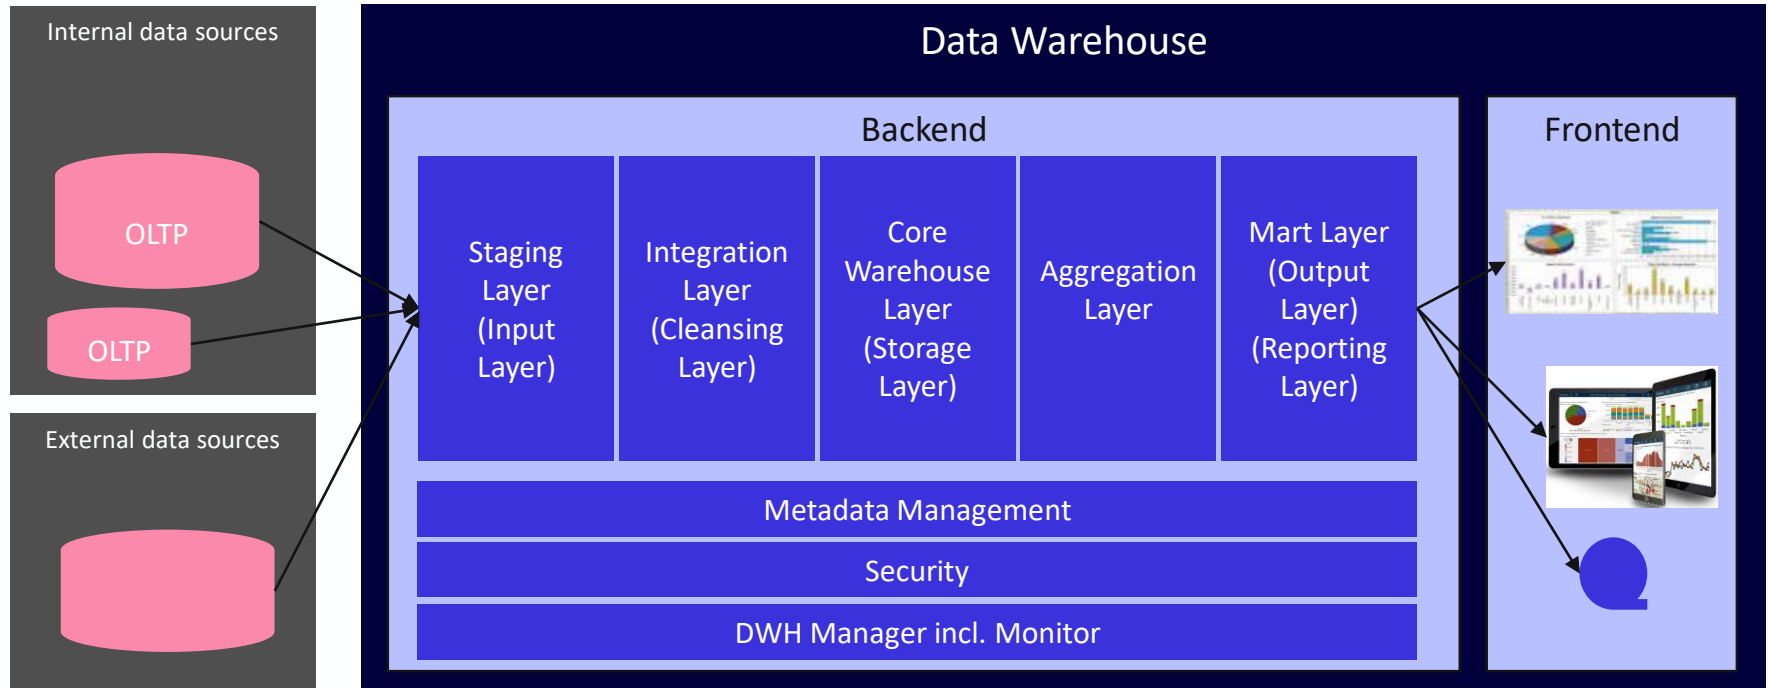 Internal data sources
OLTP
OLTP
External data sources
Data Warehouse
Backend
Staging
Layer
(Input
Layer)
Integration
Layer
(Cleansing
Layer)
Core
Warehouse
Layer
(Storage
Layer)
Aggregation
Layer
Mart Layer
(Output
Layer)
(Reporting
Layer)
Metadata Management
Security
DWH Manager incl. Monitor
Frontend